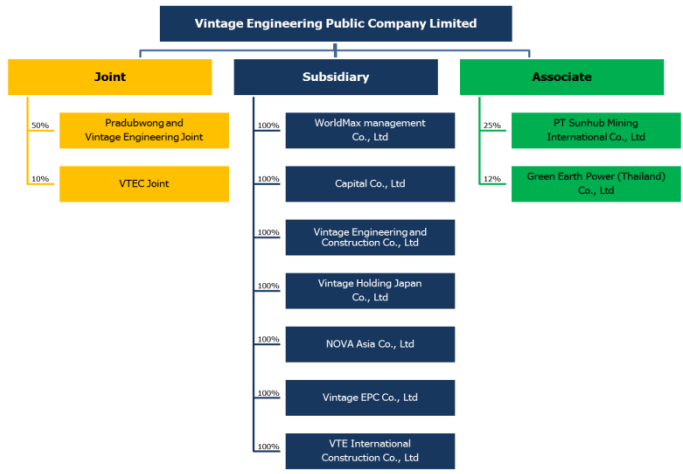 Vintage Engineering Public Company Limited
Joint
Subsidiary
Associate
50%
Pradubwong and
Vintage Engineering Joint
10%
VTEC Joint
100%
WorldMax management
Co., Ltd
100%
Capital Co., Ltd
100%
Vintage Engineering and
Construction Co., Ltd
100%
Vintage Holding Japan
Co., Ltd
100%
NOVA Asia Co., Ltd
100%
Vintage EPC Co., Ltd
100%
VTE International
Construction Co., Ltd
25%
PT Sunhub Mining
International Co., Ltd
12%
Green Earth Power (Thailand)
Co., Ltd